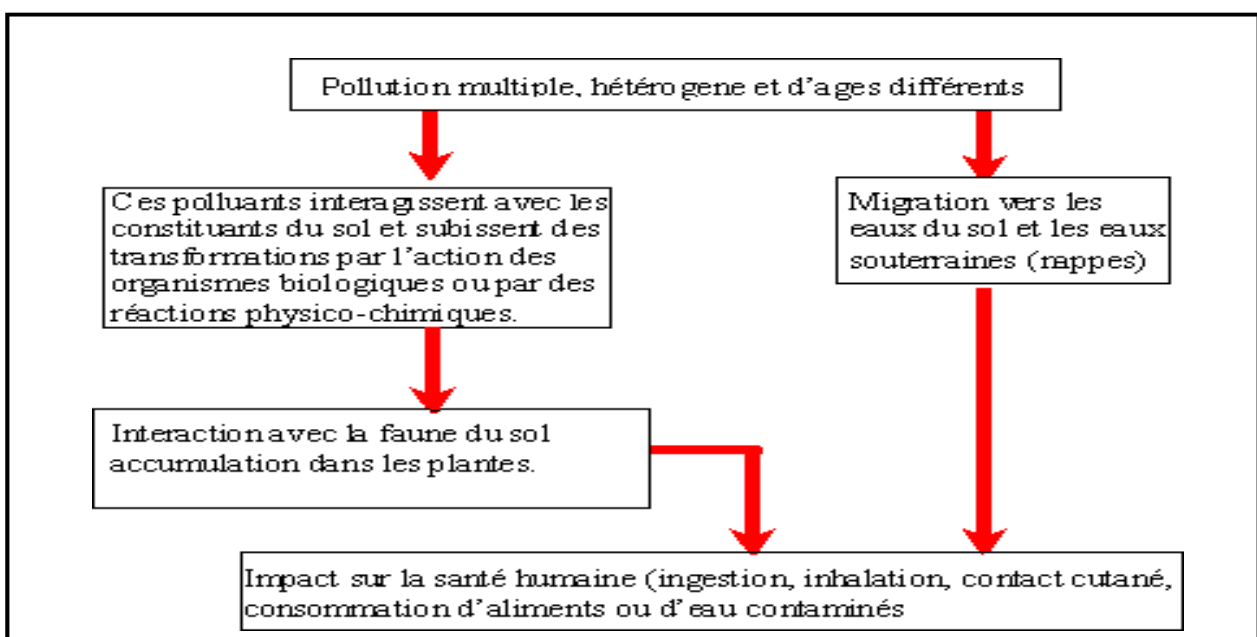 Pollution multiple, hétérogene et d'ages différents
Ces polluants interagissent avec les
constituants du sol et subissent des
transformations par l'action des
organismes biologiques ou par des
réactions physico-chimiques.
Migration vers les
eaux du sol et les eaux
souterraines (nappes)
Interaction avec la faune du sol
accumulation dans les plantes.
Impact sur la santé humaine (ingestion, inhalation, contact cutané,
consommation d'aliments ou d'eau contaminés